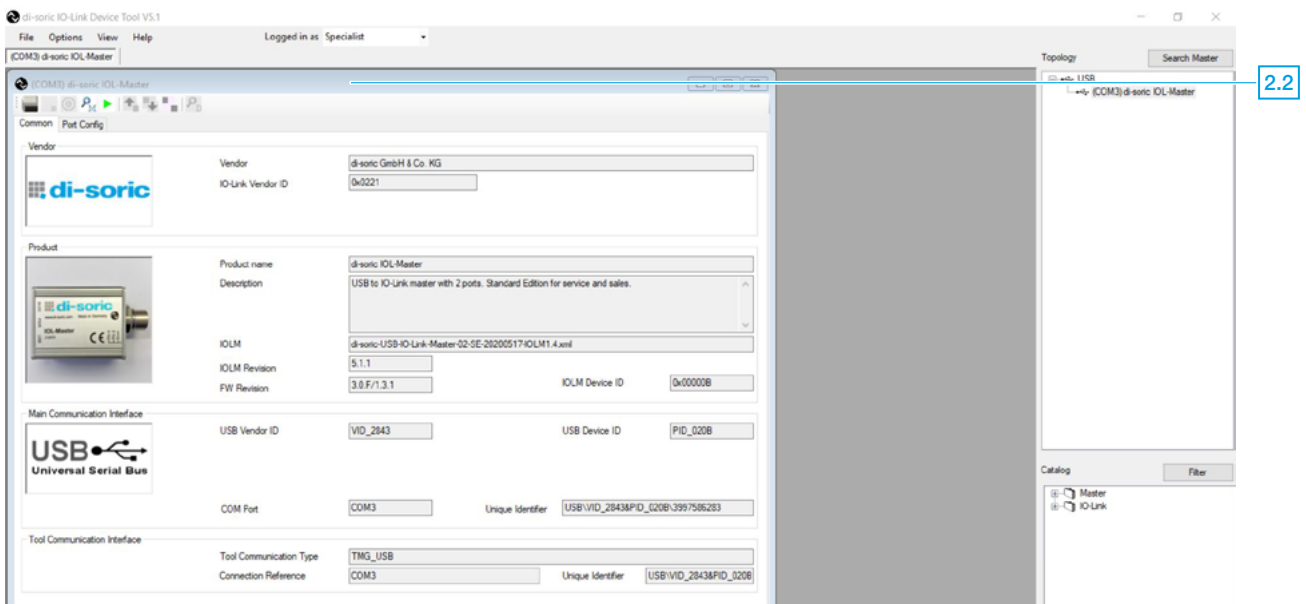 di-soric IO-Link Device Tool V5.1
File Options View Help Logged in as Specialist
(COM3) di-soric IOL-Master
Topology Search Master
(COM3) di-soric IOL-Master
USB
2.2
(COM3) di-soric IOL-Master
Common Port Config
Vendor
di-soric
Vendor di-soric GmbH & Co. KG
IO-Link Vendor ID 0x0221
Product
di-soric
IOL-Master
CE
Product name di-soric IOL-Master
Description USB to IO-Link master with 2 ports. Standard Edition for service and sales.
IOLM di-soric-USB-IO-Link-Master-02-SE-20200517-IOLM1.4.xml
IOLM Revision 5.1.1
FW Revision 3.0.F/1.3.1 IOLM Device ID 0x00000B
Main Communication Interface
USB
Universal Serial Bus
USB Vendor ID VID_2843 USB Device ID PID_020B
COM Port COM3 Unique Identifier USB\VID_2843&PID_020B\3997586283
Tool Communication Interface
Tool Communication Type TMG_USB
Connection Reference COM3 Unique Identifier USB\VID_2843&PID_020B
Catalog Filter
Master
IO-Link